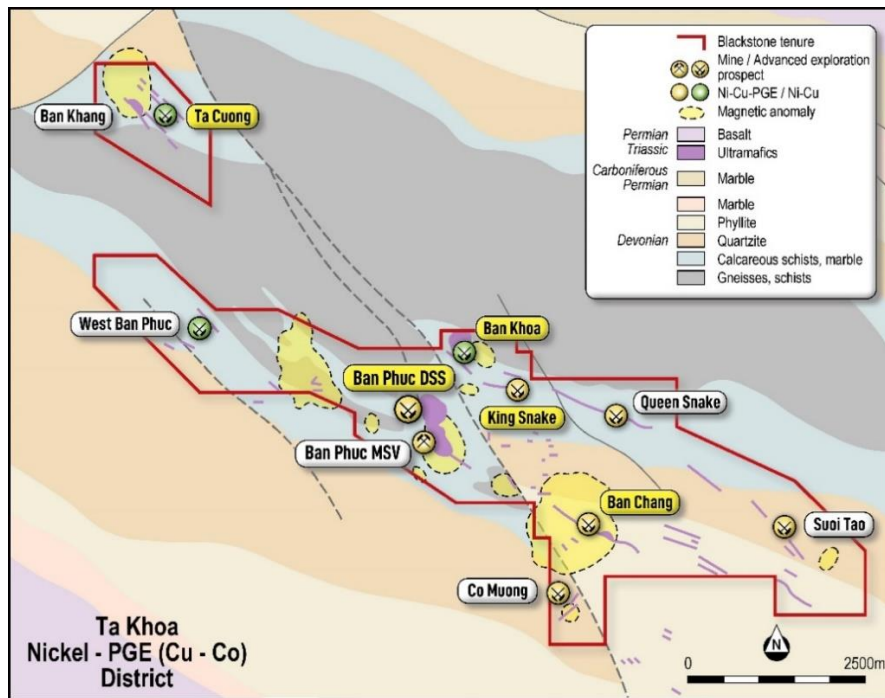 Blackstone tenure
Mine / Advanced exploration
prospect
Ni-Cu-PGE / Ni-Cu
Magnetic anomaly
Permian
Triassic
Basalt
Ultramafics
Carboniferous
Permian
Marble
Marble
Phyllite
Devonian
Quartzite
Calcareous schists, marble
Gneisses, schists
Ban Khang
Ta Cuong
West Ban Phuc
Ban Khoa
Ban Phuc DSS
King Snake
Queen Snake
Ban Phuc MSV
Ban Chang
Suoi Tao
Co Muong
Ta Khoa
Nickel - PGE (Cu - Co)
District
N
0 2500m